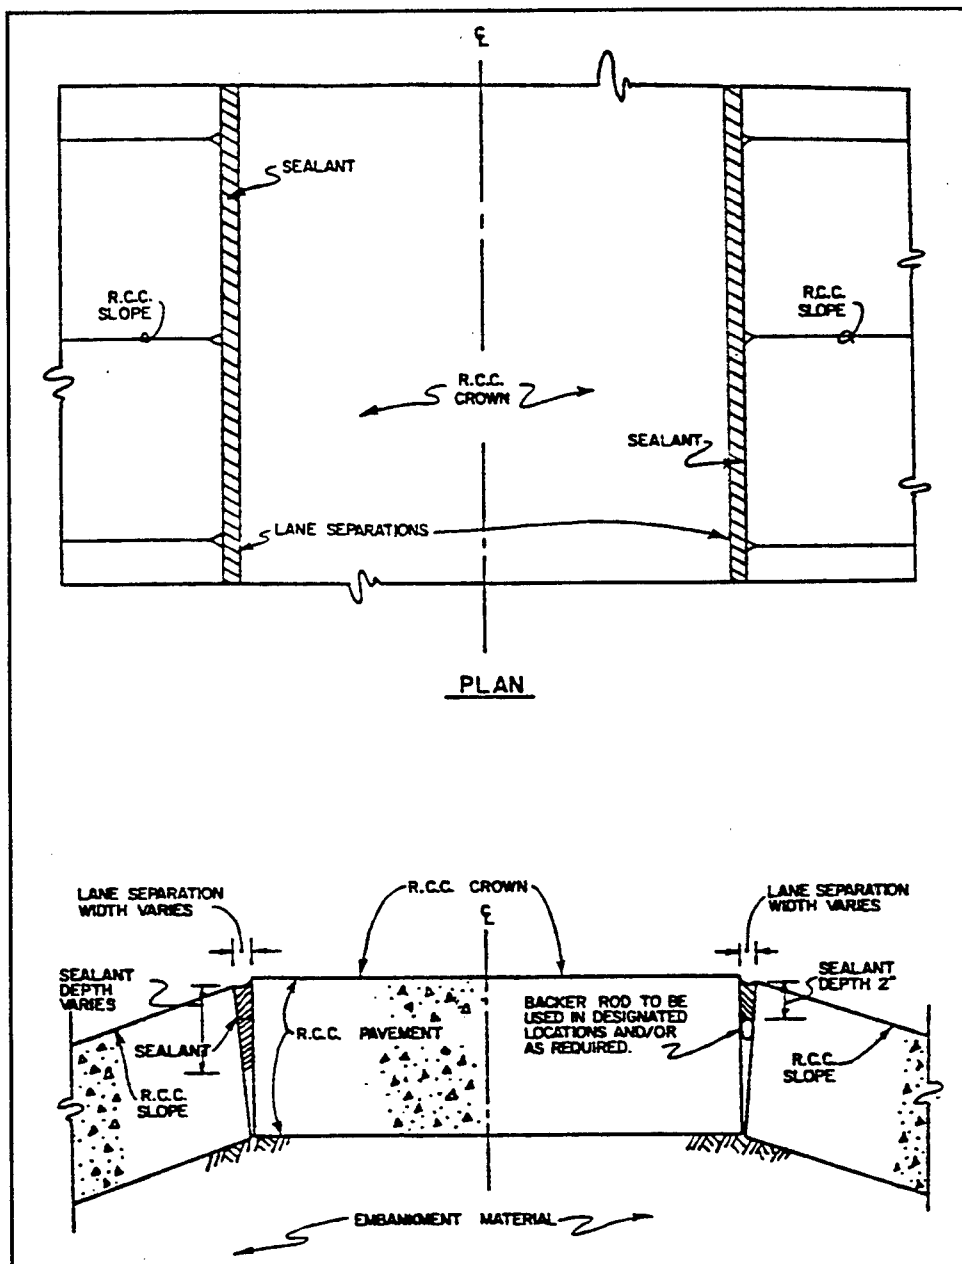 ℄
SEALANT
R.C.C.
SLOPE
R.C.C.
SLOPE
R.C.C.
CROWN
SEALANT
LANE SEPARATIONS
PLAN
LANE SEPARATION
WIDTH VARIES
R.C.C. CROWN
℄
LANE SEPARATION
WIDTH VARIES
SEALANT
DEPTH
VARIES
SEALANT
DEPTH 2"
BACKER ROD TO BE
USED IN DESIGNATED
LOCATIONS AND/OR
AS REQUIRED.
SEALANT
R.C.C. PAVEMENT
R.C.C.
SLOPE
R.C.C.
SLOPE
EMBANKMENT MATERIAL